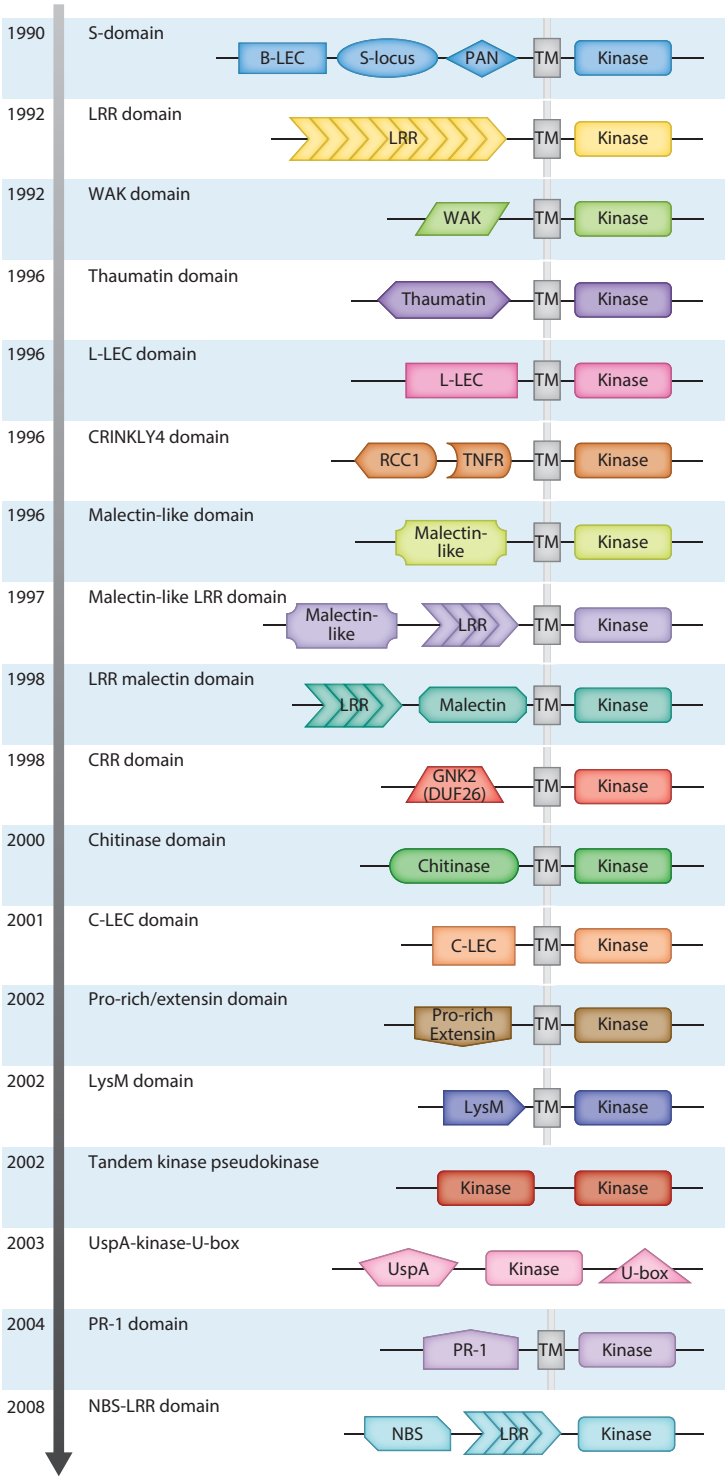 1990 S-domain
B-LEC S-locus PAN TM Kinase
1992 LRR domain
LRR TM Kinase
1992 WAK domain
WAK TM Kinase
1996 Thaumatin domain
Thaumatin TM Kinase
1996 L-LEC domain
L-LEC TM Kinase
1996 CRINKLY4 domain
RCC1 TNFR TM Kinase
1996 Malectin-like domain
Malectin-
like TM Kinase
1997 Malectin-like LRR domain
Malectin-
like LRR TM Kinase
1998 LRR malectin domain
LRR Malectin TM Kinase
1998 CRR domain
GNK2
(DUF26) TM Kinase
2000 Chitinase domain
Chitinase TM Kinase
2001 C-LEC domain
C-LEC TM Kinase
2002 Pro-rich/extensin domain
Pro-rich
Extensin TM Kinase
2002 LysM domain
LysM TM Kinase
2002 Tandem kinase pseudokinase
Kinase Kinase
2003 UspA-kinase-U-box
UspA Kinase U-box
2004 PR-1 domain
PR-1 TM Kinase
2008 NBS-LRR domain
NBS LRR Kinase